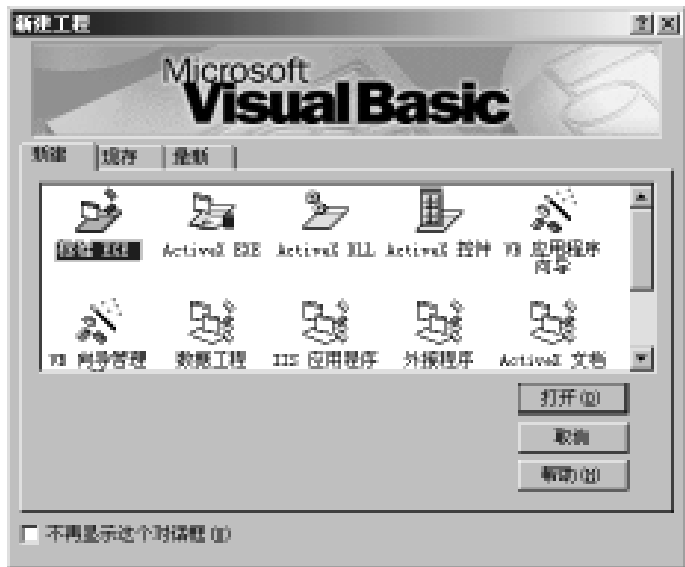 新建工程
Microsoft
Visual Basic
新建 现存 最新
标准 EXE ActiveX EXE ActiveX DLL ActiveX 控件 VB 应用程序
向导
VB 向导管理 数据工程 IIS 应用程序 外接程序 ActiveX 文档
打开(O)
取消
帮助(H)
不再显示这个对话框(D)